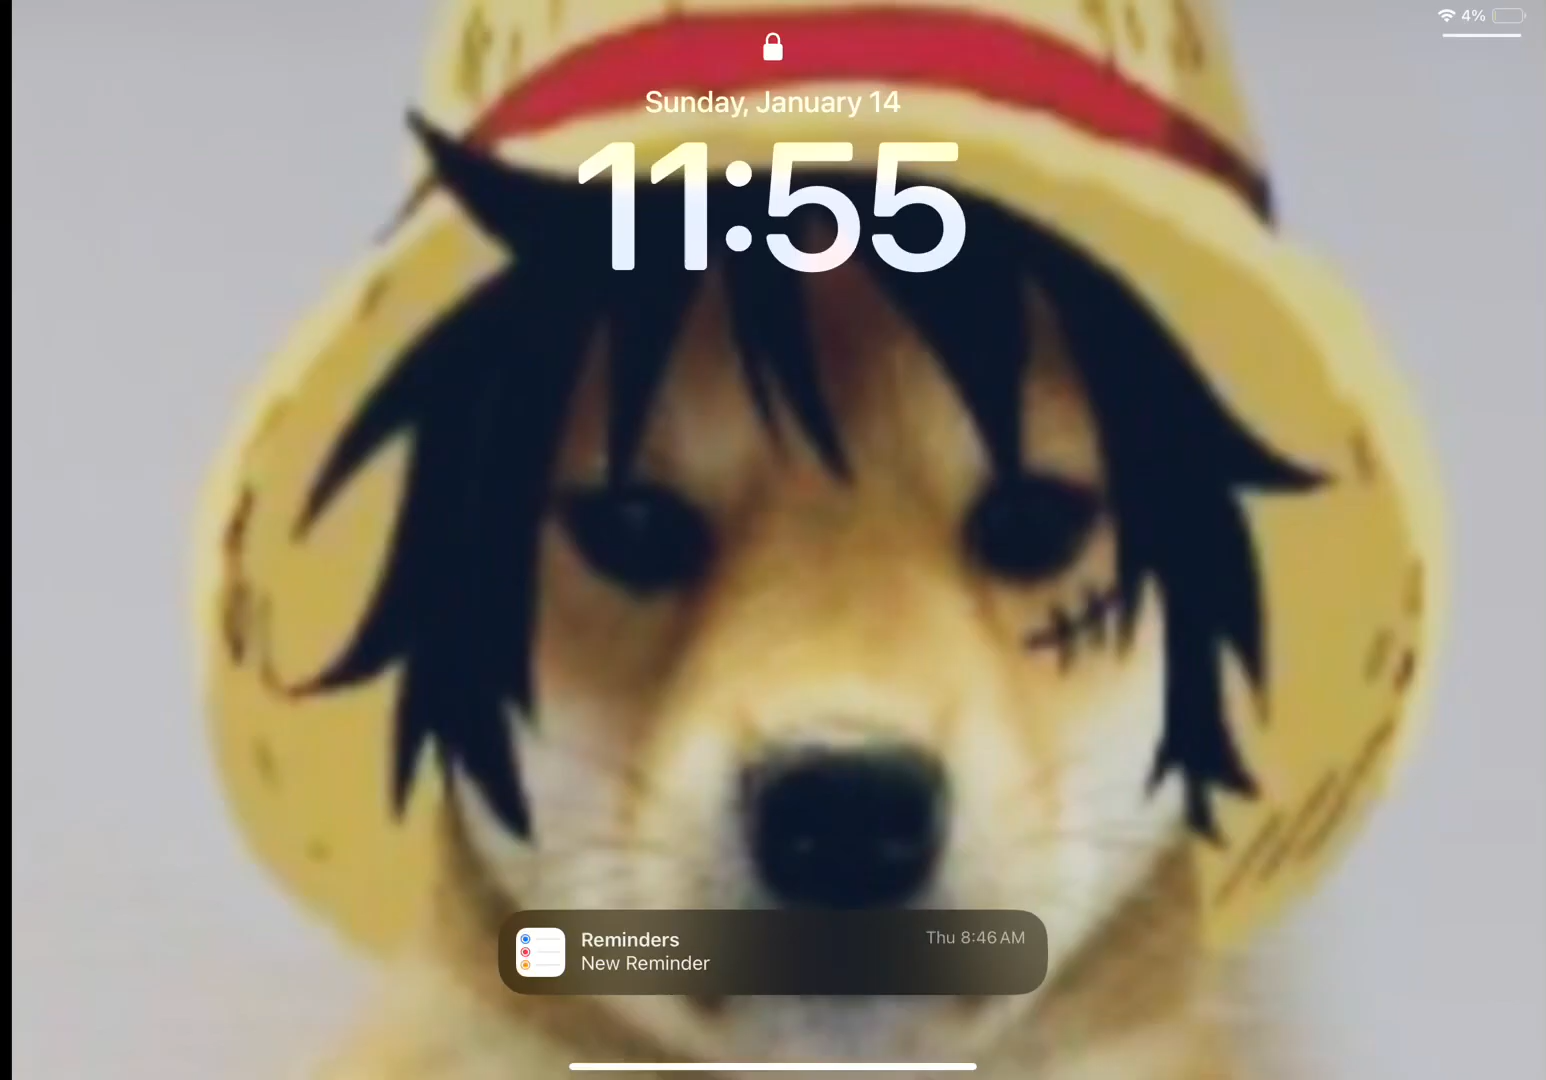 4%
Sunday, January 14
11:55
Reminders
Thu 8:46 AM
New Reminder